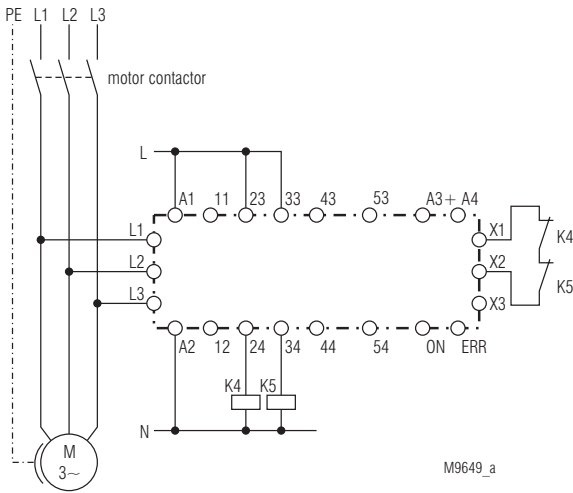 PE L1 L2 L3
motor contactor
L
A1 11 23 33 43 53 A3+ A4
L1
L2
L3
X1
X2
X3
K4
K5
A2 12 24 34 44 54 ON ERR
K4 K5
N
M
3~
M9649_a